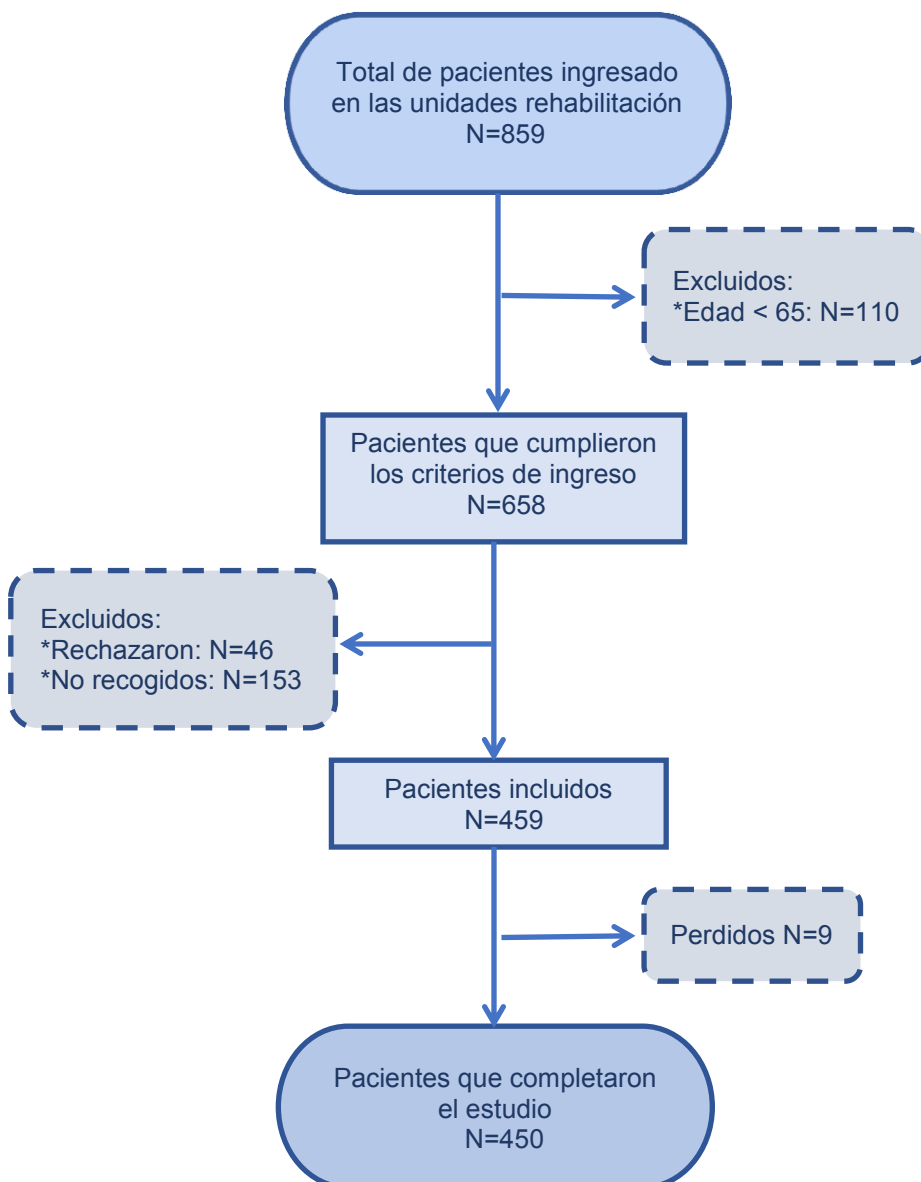 Total de pacientes ingresado
en las unidades rehabilitación
N=859
Excluidos:
*Edad < 65: N=110
Pacientes que cumplieron
los criterios de ingreso
N=658
Excluidos:
*Rechazaron: N=46
*No recogidos: N=153
Pacientes incluidos
N=459
Perdidos N=9
Pacientes que completaron
el estudio
N=450